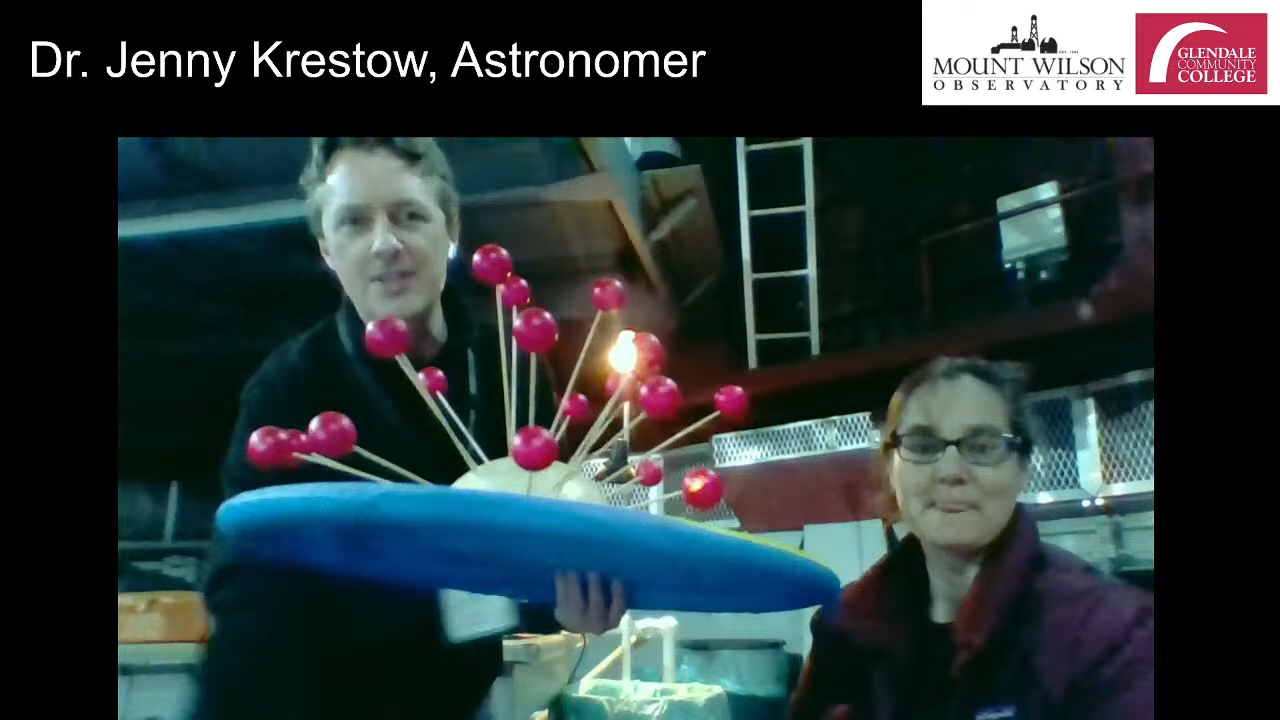 Dr. Jenny Krestow, Astronomer
MOUNT WILSON
OBSERVATORY
GLENDALE
COMMUNITY
COLLEGE